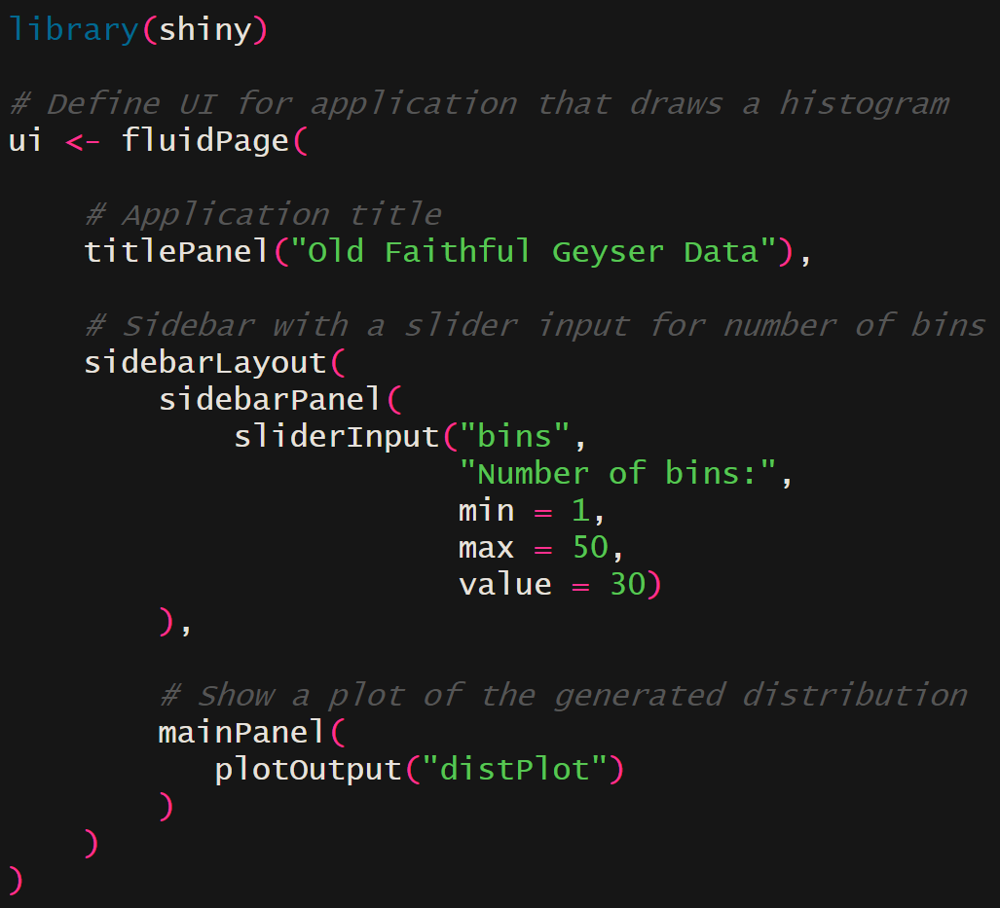 library(shiny)

# Define UI for application that draws a histogram
ui <- fluidPage(

    # Application title
    titlePanel("Old Faithful Geyser Data"),

    # Sidebar with a slider input for number of bins
    sidebarLayout(
        sidebarPanel(
            sliderInput("bins",
                        "Number of bins:",
                        min = 1,
                        max = 50,
                        value = 30)
        ),

        # Show a plot of the generated distribution
        mainPanel(
           plotOutput("distPlot")
        )
    )
)